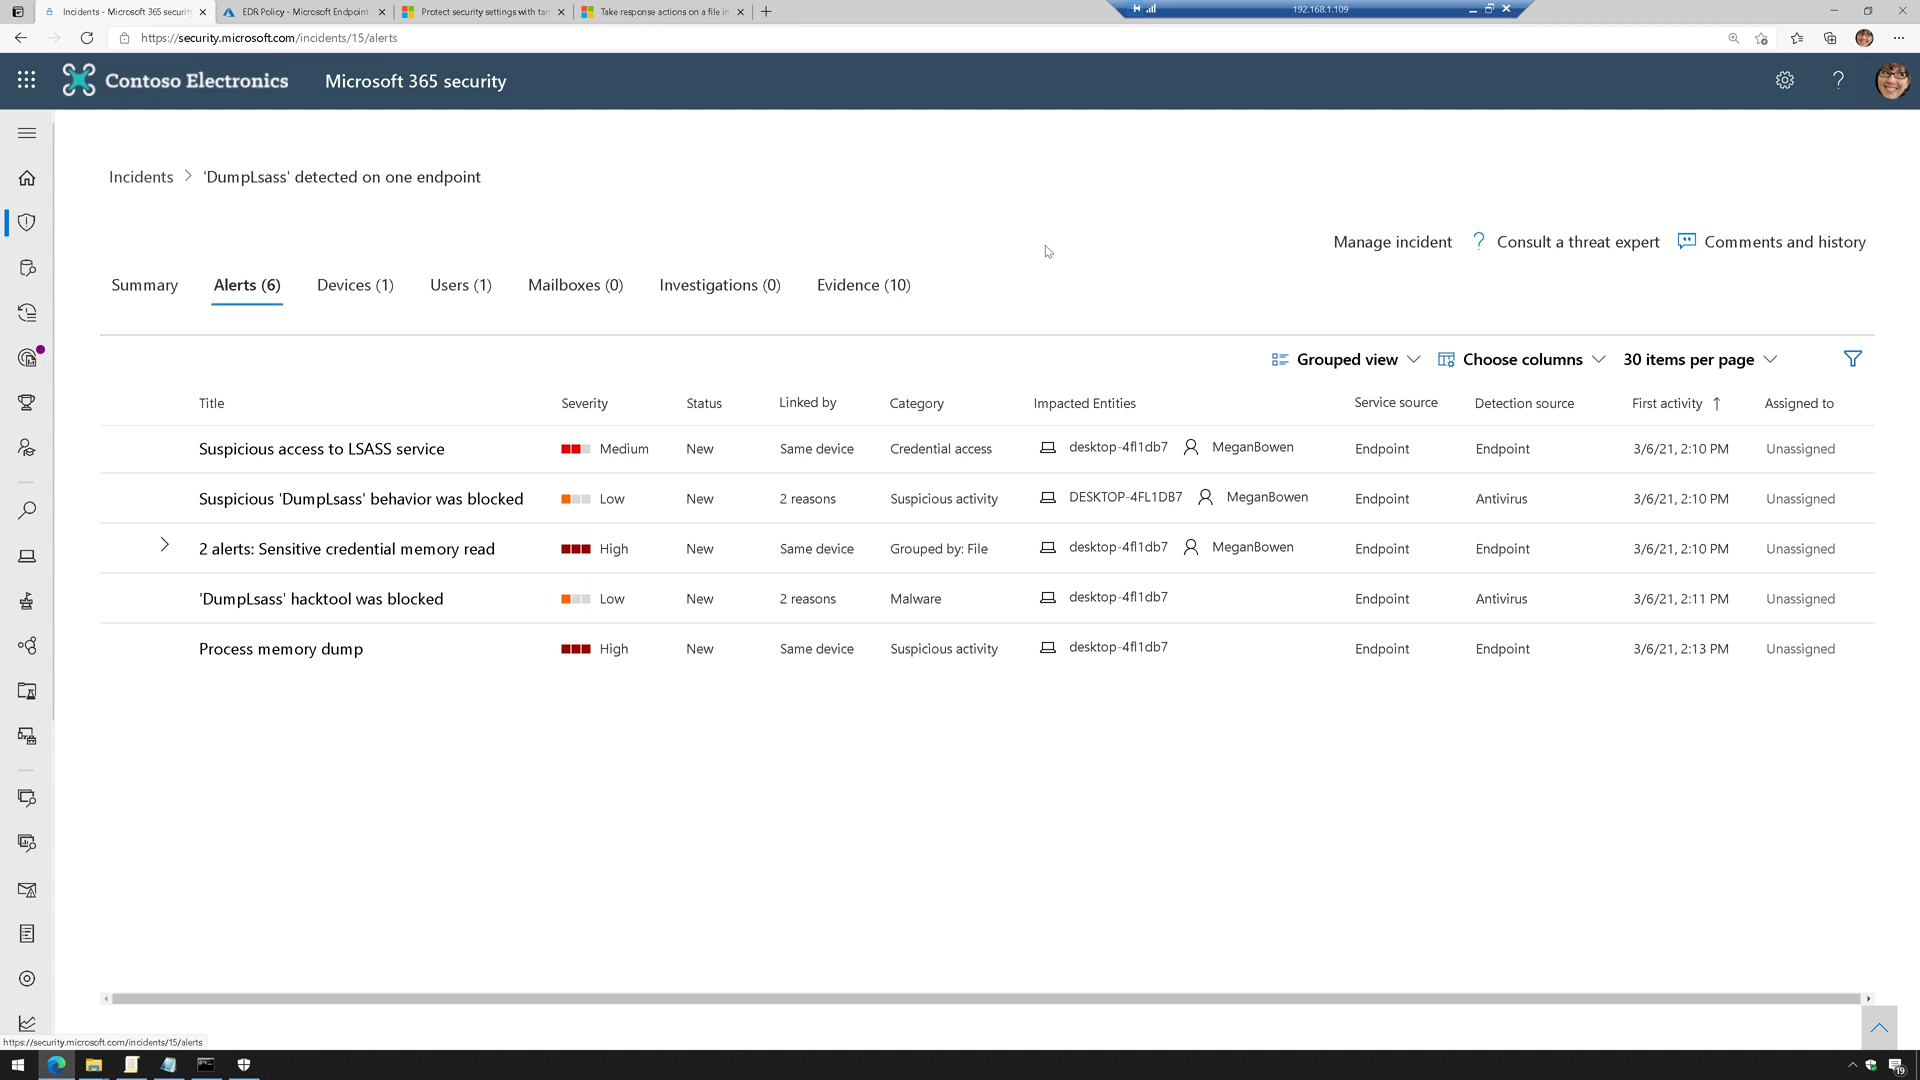 Incidents - Microsoft 365 securit
EDR Policy - Microsoft Endpoint
Protect security settings with tam
Take response actions on a file in
192.168.1.109
https://security.microsoft.com/incidents/15/alerts
Contoso Electronics
Microsoft 365 security
Incidents > 'DumpLsass' detected on one endpoint
Manage incident
? Consult a threat expert
Comments and history
Summary
Alerts (6)
Devices (1)
Users (1)
Mailboxes (0)
Investigations (0)
Evidence (10)
Grouped view
Choose columns
30 items per page
Title Severity Status Linked by Category Impacted Entities Service source Detection source First activity ↑ Assigned to
Suspicious access to LSASS service Medium New Same device Credential access desktop-4fl1db7 MeganBowen Endpoint Endpoint 3/6/21, 2:10 PM Unassigned
Suspicious 'DumpLsass' behavior was blocked Low New 2 reasons Suspicious activity DESKTOP-4FL1DB7 MeganBowen Endpoint Antivirus 3/6/21, 2:10 PM Unassigned
2 alerts: Sensitive credential memory read High New Same device Grouped by: File desktop-4fl1db7 MeganBowen Endpoint Endpoint 3/6/21, 2:10 PM Unassigned
'DumpLsass' hacktool was blocked Low New 2 reasons Malware desktop-4fl1db7 Endpoint Antivirus 3/6/21, 2:11 PM Unassigned
Process memory dump High New Same device Suspicious activity desktop-4fl1db7 Endpoint Endpoint 3/6/21, 2:13 PM Unassigned
https://security.microsoft.com/incidents/15/alerts
19